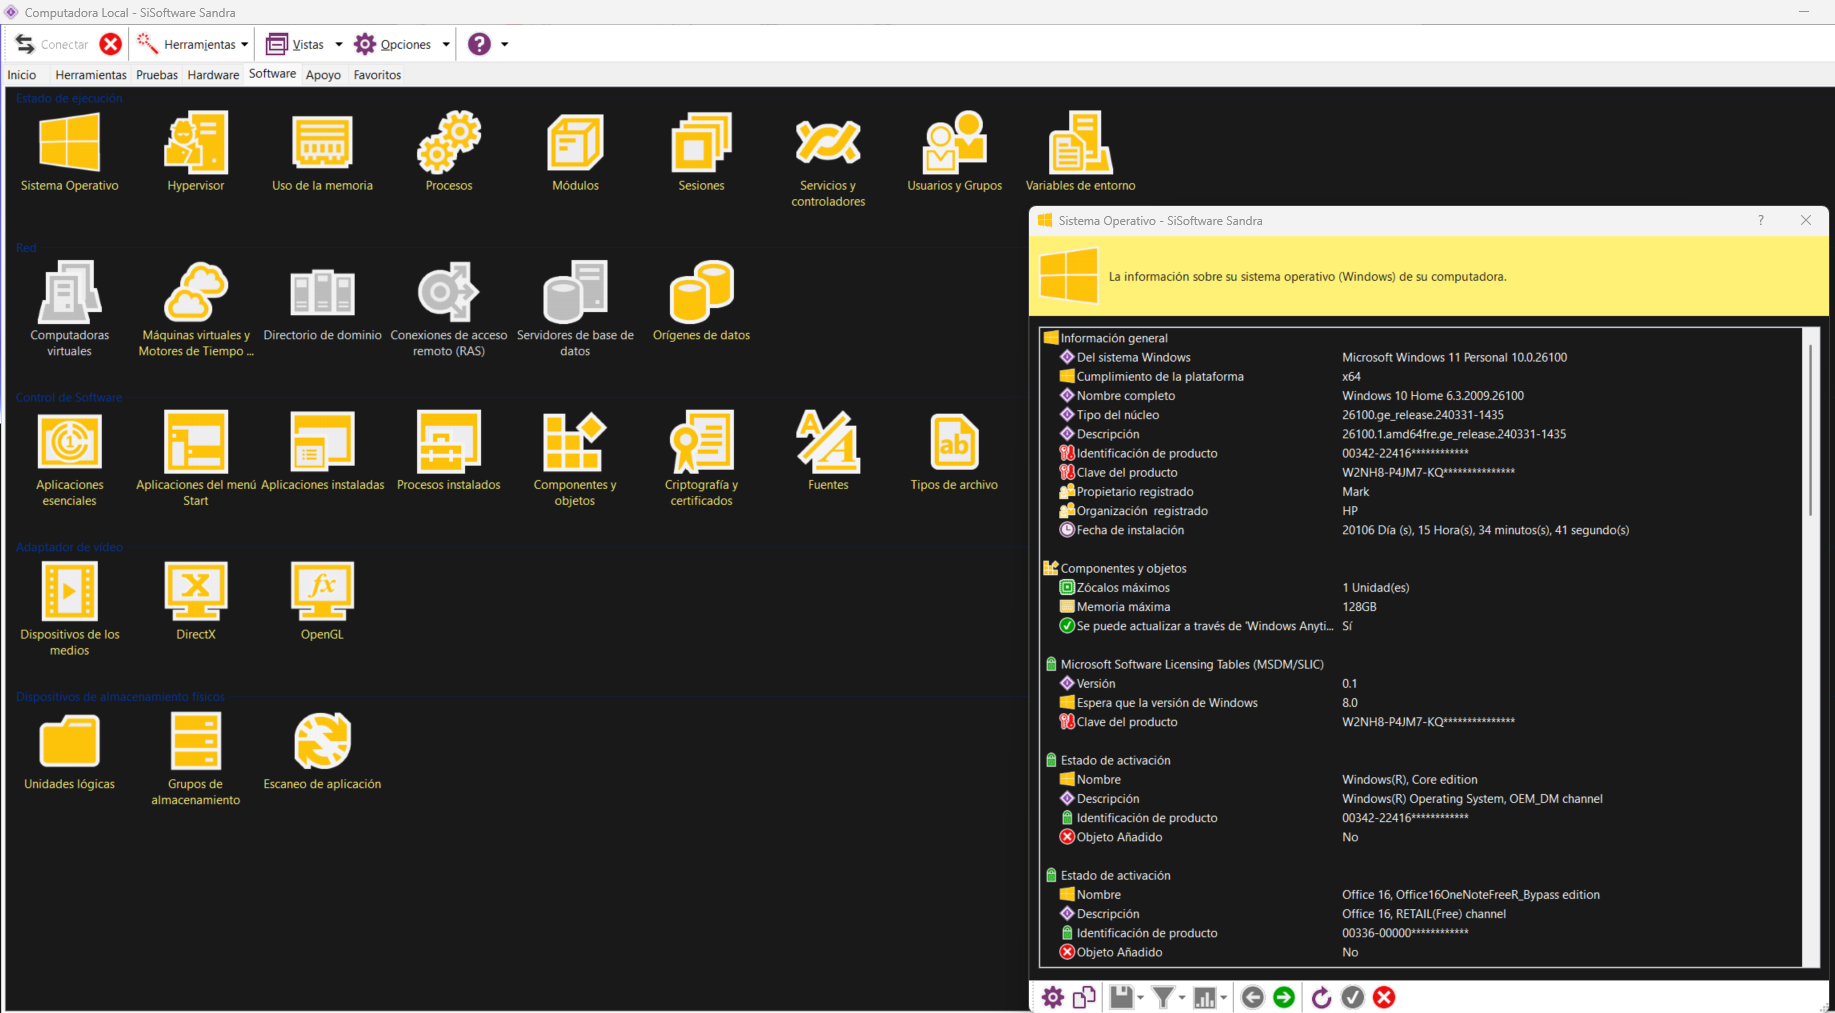 Computadora Local - SiSoftware Sandra
Conectar Herramientas Vistas Opciones
Inicio Herramientas Pruebas Hardware Software Apoyo Favoritos
Estado de ejecución
Sistema Operativo Hypervisor Uso de la memoria Procesos Módulos Sesiones Servicios y controladores Usuarios y Grupos Variables de entorno
Red
Computadoras virtuales Máquinas virtuales y Motores de Tiempo ... Directorio de dominio Conexiones de acceso remoto (RAS) Servidores de base de datos Orígenes de datos
Control de Software
Aplicaciones esenciales Aplicaciones del menú Start Aplicaciones instaladas Procesos instalados Componentes y objetos Criptografía y certificados Fuentes Tipos de archivo
Adaptador de vídeo
Dispositivos de los medios DirectX OpenGL
Dispositivos de almacenamiento físicos
Unidades lógicas Grupos de almacenamiento Escaneo de aplicación
Sistema Operativo - SiSoftware Sandra
La información sobre su sistema operativo (Windows) de su computadora.
Información general
Del sistema Windows Microsoft Windows 11 Personal 10.0.26100
Cumplimiento de la plataforma x64
Nombre completo Windows 10 Home 6.3.2009.26100
Tipo del núcleo 26100.ge_release.240331-1435
Descripción 26100.1.amd64fre.ge_release.240331-1435
Identificación de producto 00342-22416************
Clave del producto W2NH8-P4JM7-KQ***************
Propietario registrado Mark
Organización  registrado HP
Fecha de instalación 20106 Día (s), 15 Hora(s), 34 minutos(s), 41 segundo(s)
Componentes y objetos
Zócalos máximos 1 Unidad(es)
Memoria máxima 128GB
Se puede actualizar a través de 'Windows Anyti... Sí
Microsoft Software Licensing Tables (MSDM/SLIC)
Versión 0.1
Espera que la versión de Windows 8.0
Clave del producto W2NH8-P4JM7-KQ***************
Estado de activación
Nombre Windows(R), Core edition
Descripción Windows(R) Operating System, OEM_DM channel
Identificación de producto 00342-22416************
Objeto Añadido No
Estado de activación
Nombre Office 16, Office16OneNoteFreeR_Bypass edition
Descripción Office 16, RETAIL(Free) channel
Identificación de producto 00336-00000************
Objeto Añadido No